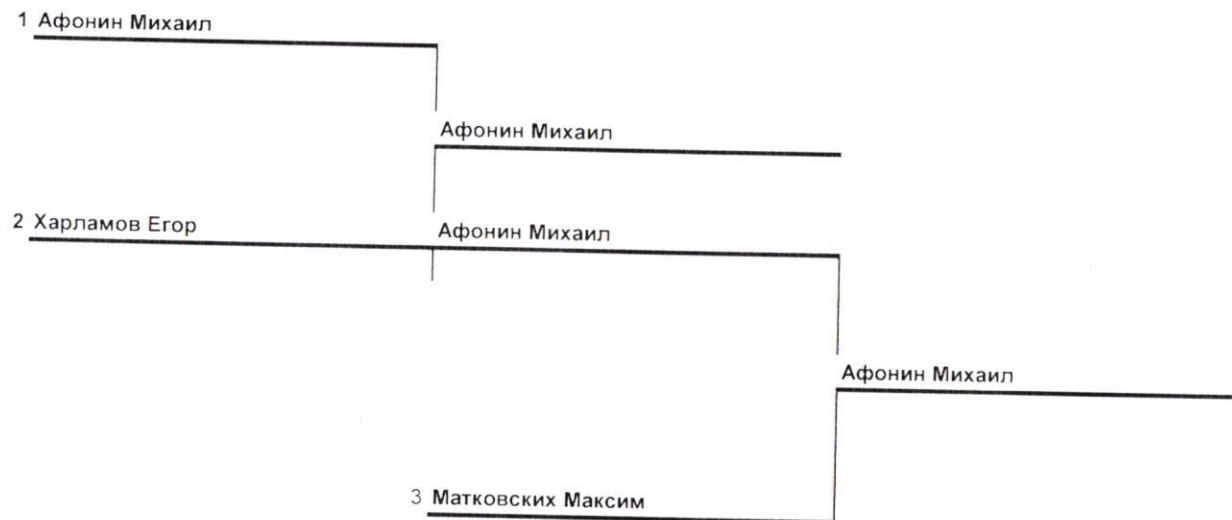 1 Афонин Михаил
Афонин Михаил
2 Харламов Егор
Афонин Михаил
Афонин Михаил
3 Матковских Максим